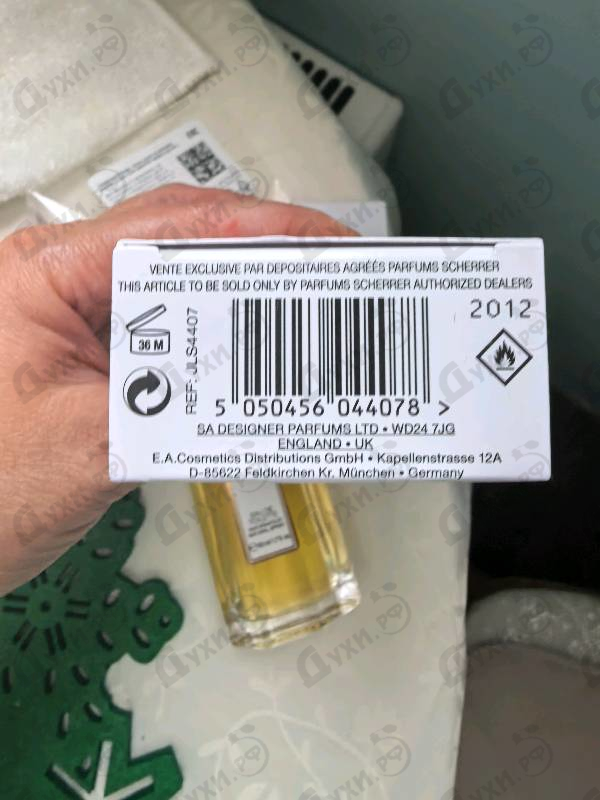 VENTE EXCLUSIVE PAR DEPOSITAIRES AGRÉÉS PARFUMS SCHERRER
THIS ARTICLE TO BE SOLD ONLY BY PARFUMS SCHERRER AUTHORIZED DEALERS
2012
36 M
REF: JLS4407
5 050456 044078 >
SA DESIGNER PARFUMS LTD • WD24 7JG
ENGLAND • UK
E.A.Cosmetics Distributions GmbH • Kapellenstrasse 12A
D-85622 Feldkirchen Kr. München • Germany
Духи.рф